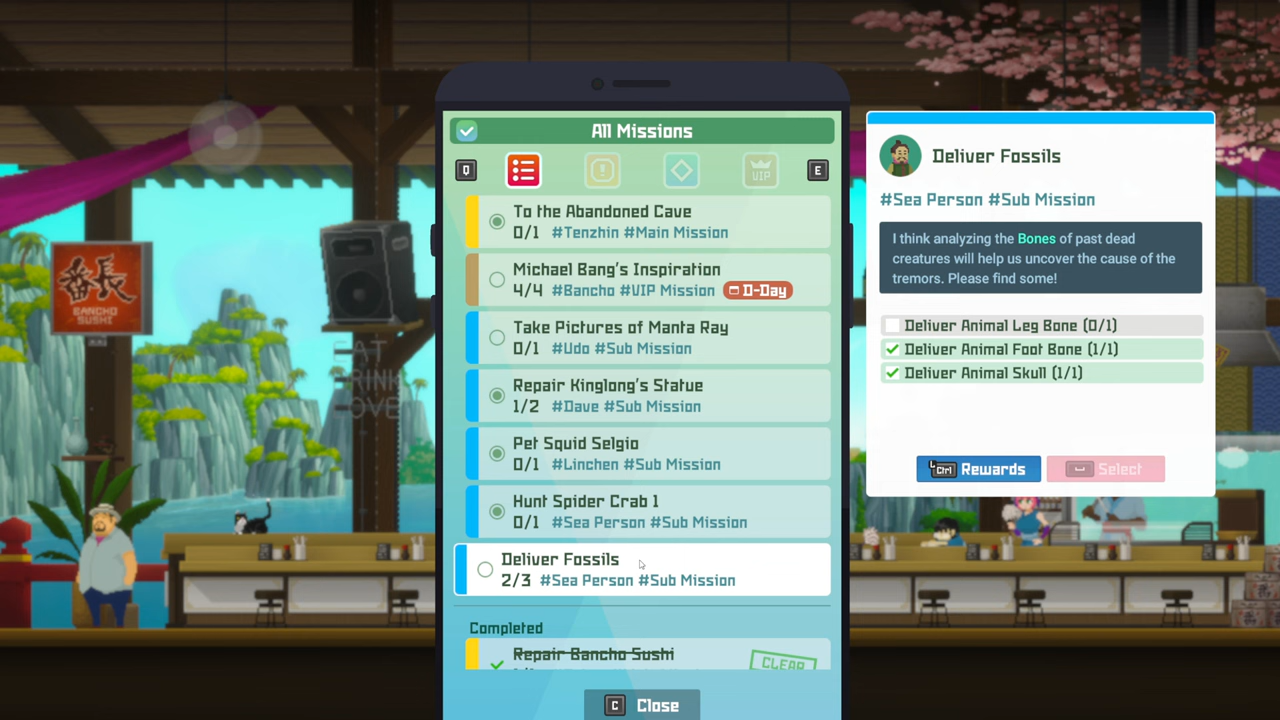 All Missions
Q
VIP
E
To the Abandoned Cave
0/1 #Tenzhin #Main Mission
Michael Bang's Inspiration
4/4 #Bancho #VIP Mission D-Day
Take Pictures of Manta Ray
0/1 #Udo #Sub Mission
Repair Kinglong's Statue
1/2 #Dave #Sub Mission
Pet Squid Selgio
0/1 #Linchen #Sub Mission
Hunt Spider Crab 1
0/1 #Sea Person #Sub Mission
Deliver Fossils
2/3 #Sea Person #Sub Mission
Completed
Repair Bancho Sushi
CLEAR
C Close
Deliver Fossils
#Sea Person #Sub Mission
I think analyzing the Bones of past dead
creatures will help us uncover the cause of the
tremors. Please find some!
Deliver Animal Leg Bone (0/1)
Deliver Animal Foot Bone (1/1)
Deliver Animal Skull (1/1)
L Ctrl Rewards
Select
番長
BANCHO
SUSHI
EAT
DRINK
LOVE